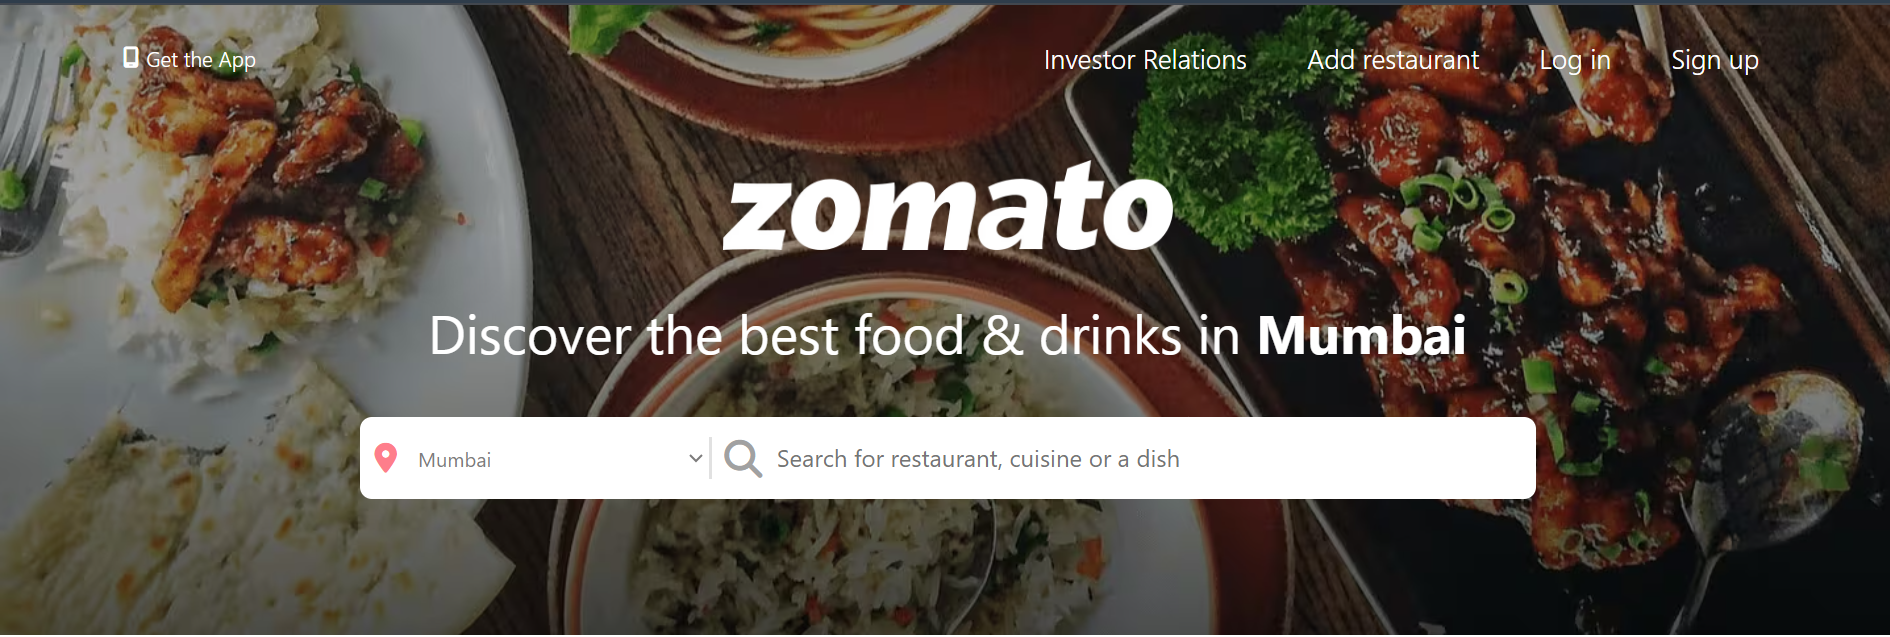 Get the App
Investor Relations
Add restaurant
Log in
Sign up
zomato
Discover the best food & drinks in Mumbai
Mumbai
Search for restaurant, cuisine or a dish